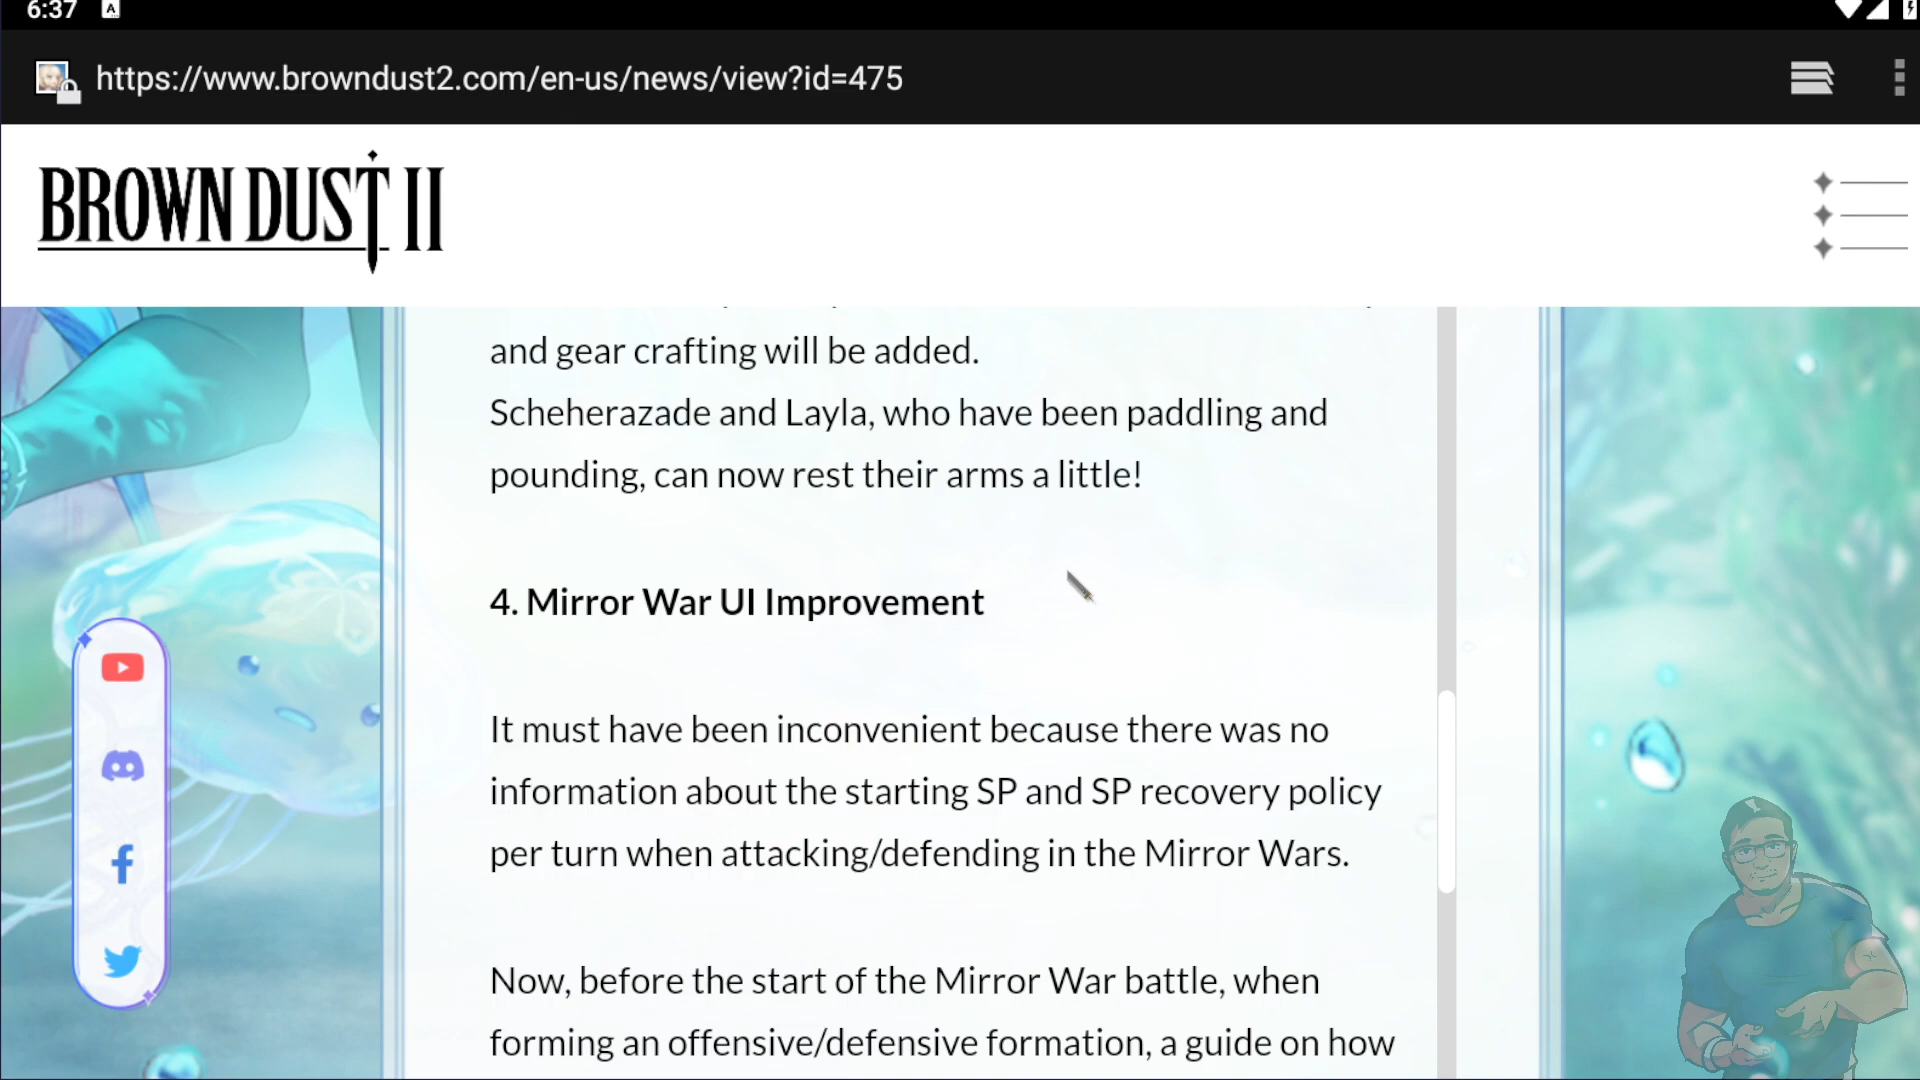 6:37
A
https://www.browndust2.com/en-us/news/view?id=475
BROWN DUST II
and gear crafting will be added.
Scheherazade and Layla, who have been paddling and
pounding, can now rest their arms a little!
4. Mirror War UI Improvement
It must have been inconvenient because there was no
information about the starting SP and SP recovery policy
per turn when attacking/defending in the Mirror Wars.
Now, before the start of the Mirror War battle, when
forming an offensive/defensive formation, a guide on how